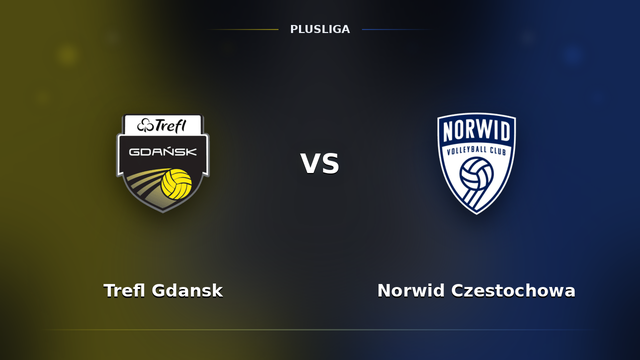 PLUSLIGA
Trefl
GDAŃSK
NORWID
VOLLEYBALL CLUB
VS
Trefl Gdansk
Norwid Czestochowa